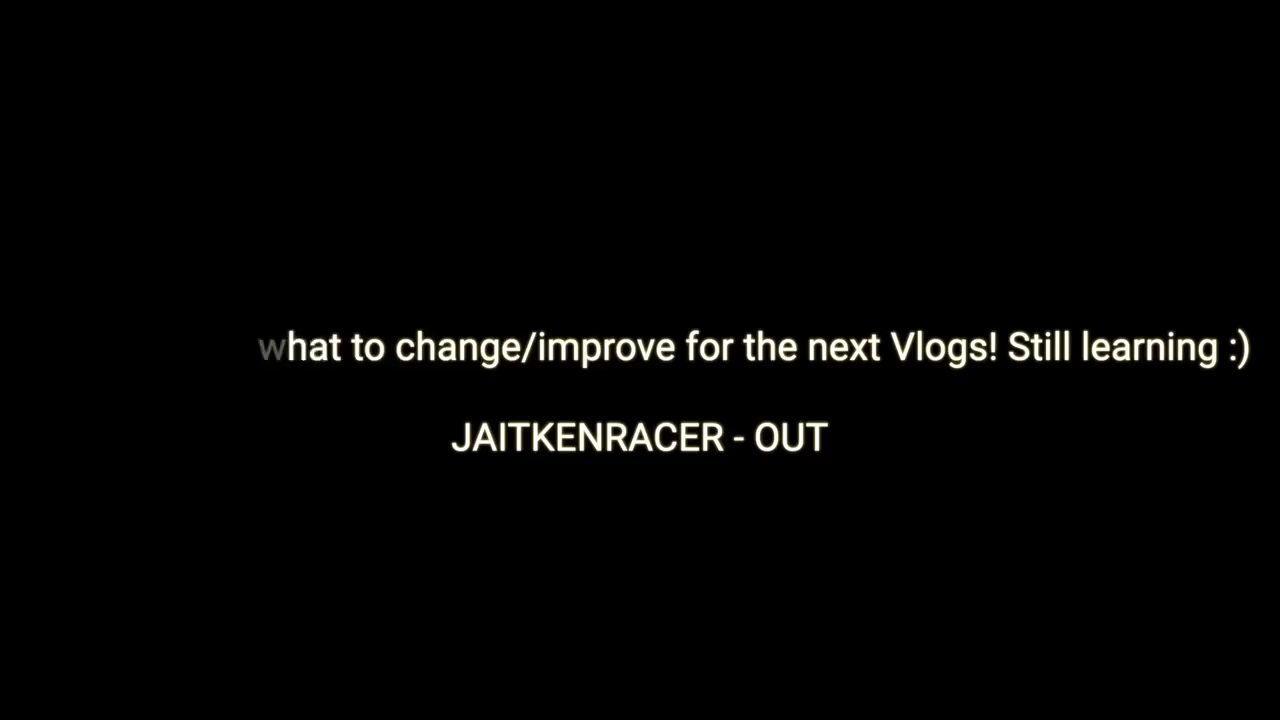 what to change/improve for the next Vlogs! Still learning :)
JAITKENRACER - OUT